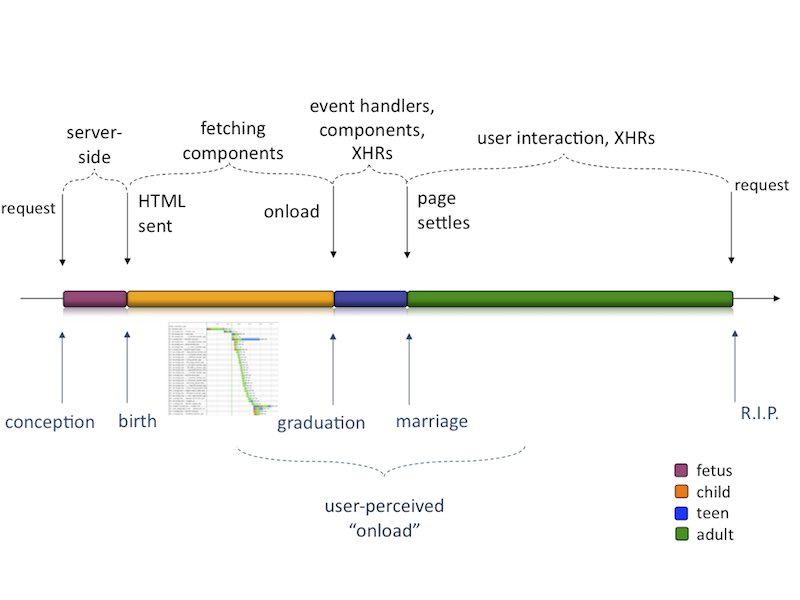 event handlers,
components,
XHRs
server-
side
fetching
components
user interaction, XHRs
request
HTML
sent
onload
page
settles
request
conception
birth
graduation
marriage
R.I.P.
user-perceived
“onload”
fetus
child
teen
adult